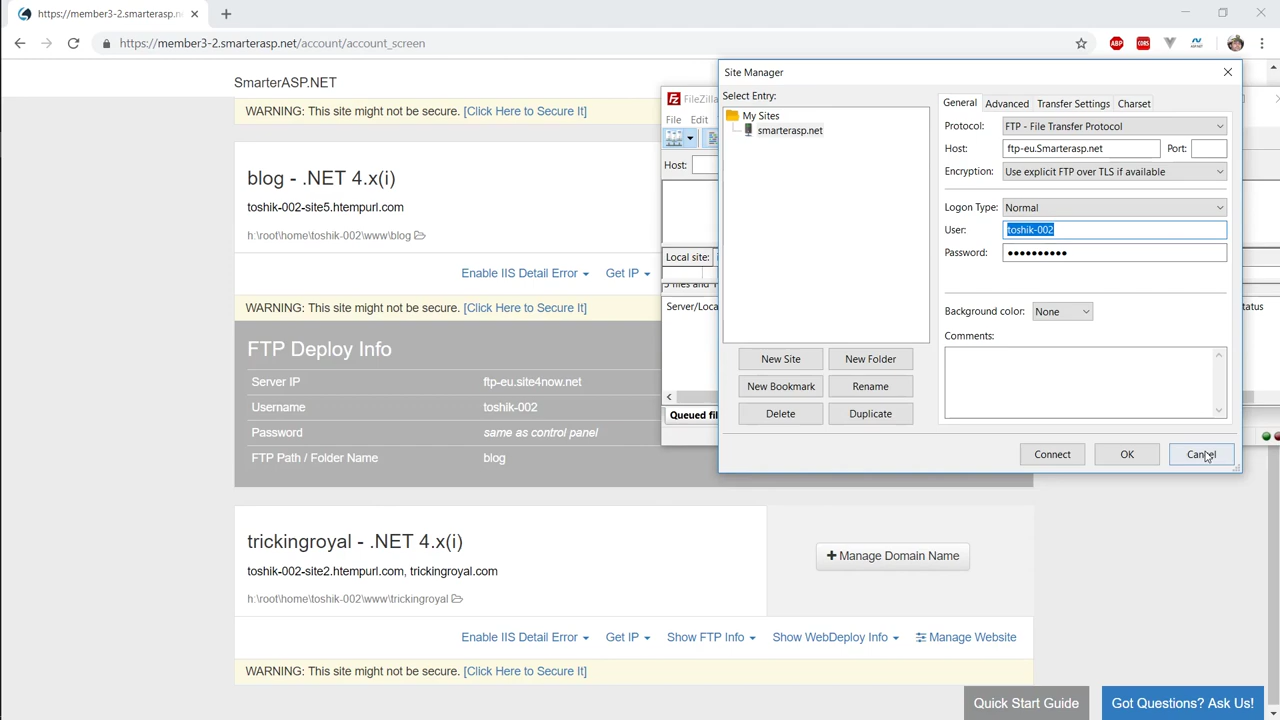 https://member3-2.smarterasp.n
https://member3-2.smarterasp.net/account/account_screen
ABP
CORS
SmarterASP.NET
WARNING: This site might not be secure. [Click Here to Secure It]
blog - .NET 4.x(i)
toshik-002-site5.htempurl.com
h:\root\home\toshik-002\www\blog
Enable IIS Detail Error
Get IP
WARNING: This site might not be secure. [Click Here to Secure It]
FTP Deploy Info
Server IP ftp-eu.site4now.net
Username toshik-002
Password same as control panel
FTP Path / Folder Name blog
trickingroyal - .NET 4.x(i)
toshik-002-site2.htempurl.com, trickingroyal.com
h:\root\home\toshik-002\www\trickingroyal
Manage Domain Name
Enable IIS Detail Error
Get IP
Show FTP Info
Show WebDeploy Info
Manage Website
WARNING: This site might not be secure. [Click Here to Secure It]
Quick Start Guide
Got Questions? Ask Us!
FileZilla
File Edit
Host:
Local site:
Server/Loca
Queued fil
Site Manager
Select Entry:
My Sites
smarterasp.net
New Site
New Folder
New Bookmark
Rename
Delete
Duplicate
General
Advanced
Transfer Settings
Charset
Protocol: FTP - File Transfer Protocol
Host: ftp-eu.Smarterasp.net Port:
Encryption: Use explicit FTP over TLS if available
Logon Type: Normal
User: toshik-002
Password: ●●●●●●●●●●
Background color: None
Comments:
Connect
OK
Cancel